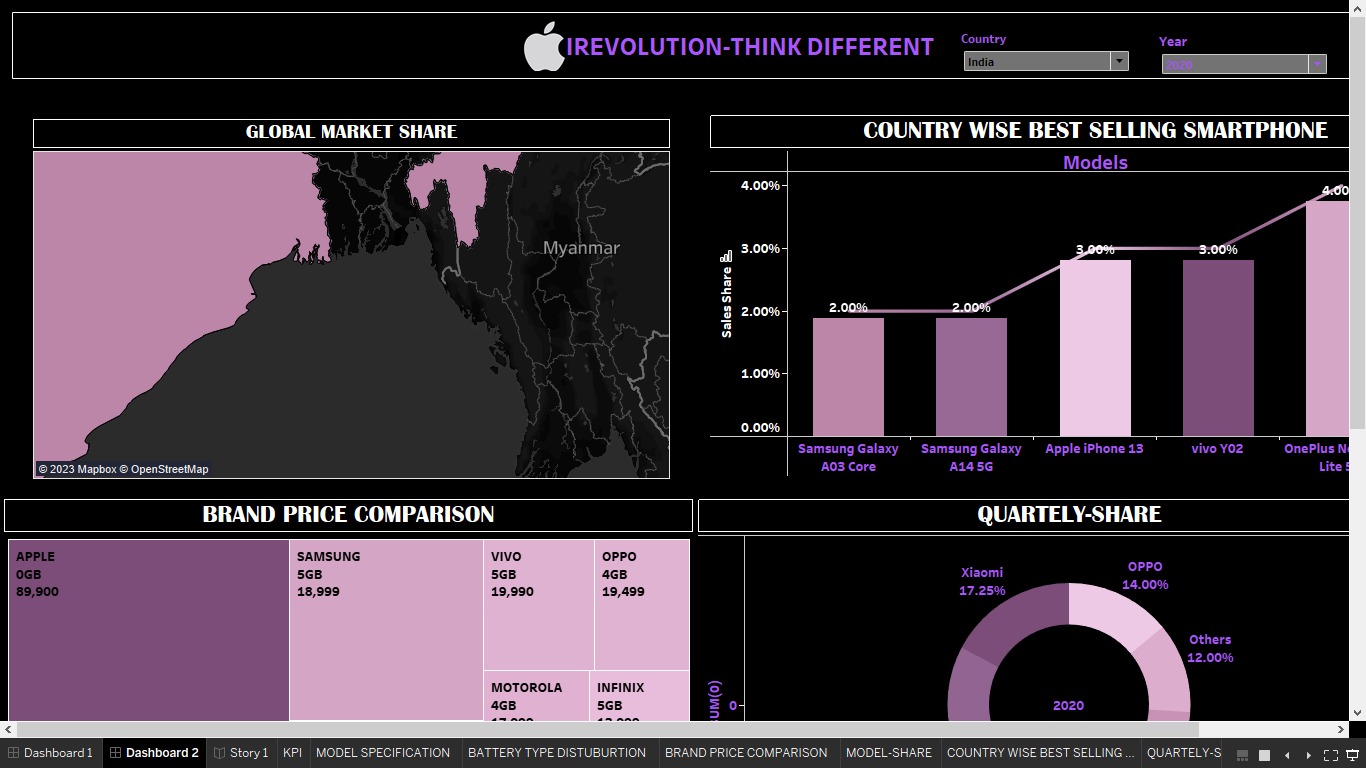 IREVOLUTION-THINK DIFFERENT
Country
India
Year
2020
GLOBAL MARKET SHARE
Myanmar
© 2023 Mapbox © OpenStreetMap
COUNTRY WISE BEST SELLING SMARTPHONE
Models
Sales Share
4.00%
3.00%
2.00%
1.00%
0.00%
2.00%
2.00%
3.00%
3.00%
4.00
Samsung Galaxy
A03 Core
Samsung Galaxy
A14 5G
Apple iPhone 13
vivo Y02
OnePlus N
Lite 5
BRAND PRICE COMPARISON
APPLE
0GB
89,900
SAMSUNG
5GB
18,999
VIVO
5GB
19,990
OPPO
4GB
19,499
MOTOROLA
4GB
INFINIX
5GB
QUARTELY-SHARE
Xiaomi
17.25%
OPPO
14.00%
Others
12.00%
2020
SUM(0)
0
Dashboard 1
Dashboard 2
Story 1
KPI
MODEL SPECIFICATION
BATTERY TYPE DISTUBURTION
BRAND PRICE COMPARISON
MODEL-SHARE
COUNTRY WISE BEST SELLING ...
QUARTELY-S